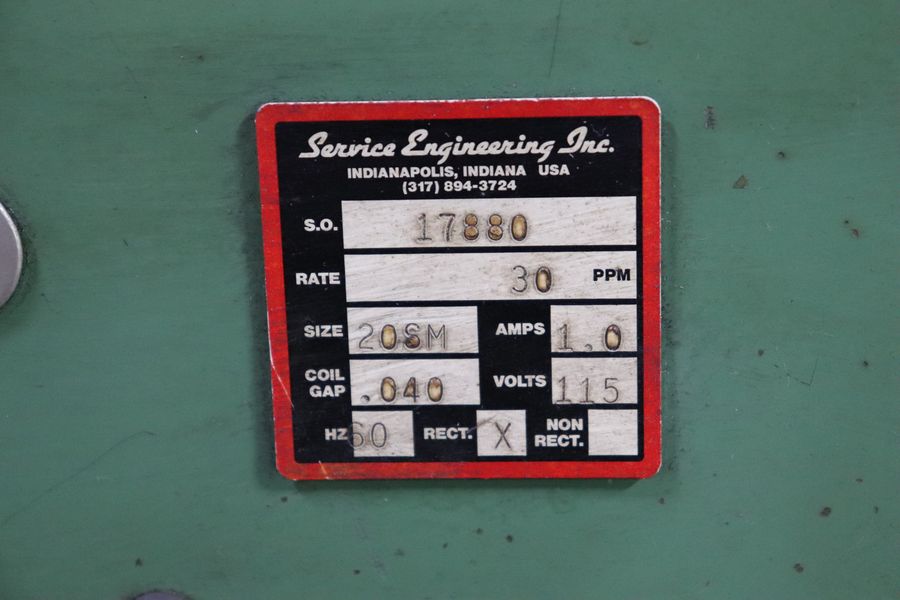 Service Engineering Inc.
INDIANAPOLIS, INDIANA USA
(317) 894-3724
S.O. 17880
RATE 30 PPM
SIZE 20SM AMPS 1.0
COIL GAP .040 VOLTS 115
HZ 60 RECT. X NON RECT.